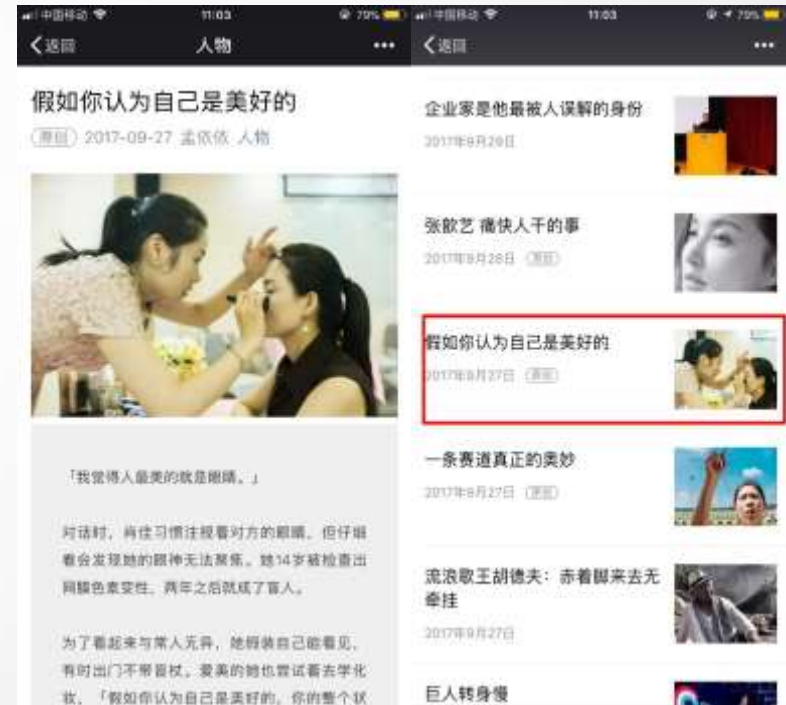 中国移动
11:03
79%
返回
人物
假如你认为自己是美好的
原创 2017-09-27 孟依依 人物
「我觉得人最美的就是眼睛。」
对话时，肖佳习惯注视着对方的眼睛，但仔细
看会发现她的眼神无法聚焦。她14岁被检查出
网膜色素变性，两年之后就成了盲人。
为了看起来与常人无异，她假装自己能看见，
有时出门不带盲杖。爱美的她也尝试着去学化
妆，「假如你认为自己是美好的，你的整个状
中国移动
11:03
79%
返回
企业家是他最被人误解的身份
2017年9月29日
张歆艺 痛快人干的事
2017年9月28日 原创
假如你认为自己是美好的
2017年9月27日 原创
一条赛道真正的奥妙
2017年9月27日 原创
流浪歌王胡德夫：赤着脚来去无
牵挂
2017年9月27日
巨人转身慢